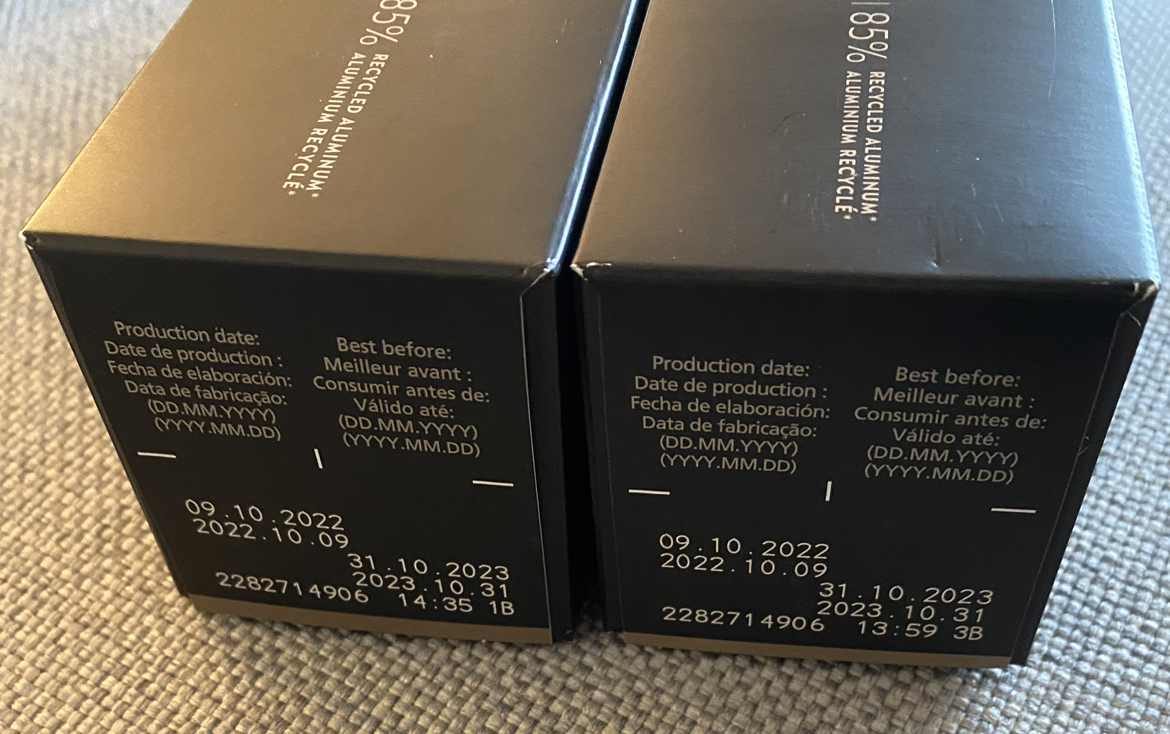 85%
RECYCLED ALUMINUM*
ALUMINIUM RECYCLÉ*
Production date:
Date de production :
Fecha de elaboración:
Data de fabricação:
(DD.MM.YYYY)
(YYYY.MM.DD)
Best before:
Meilleur avant :
Consumir antes de:
Válido até:
(DD.MM.YYYY)
(YYYY.MM.DD)
09.10.2022
2022.10.09
31.10.2023
2023.10.31
2282714906 14:35 1B
85%
RECYCLED ALUMINUM*
ALUMINIUM RECYCLÉ*
Production date:
Date de production :
Fecha de elaboración:
Data de fabricação:
(DD.MM.YYYY)
(YYYY.MM.DD)
Best before:
Meilleur avant :
Consumir antes de:
Válido até:
(DD.MM.YYYY)
(YYYY.MM.DD)
09.10.2022
2022.10.09
31.10.2023
2023.10.31
2282714906 13:59 3B